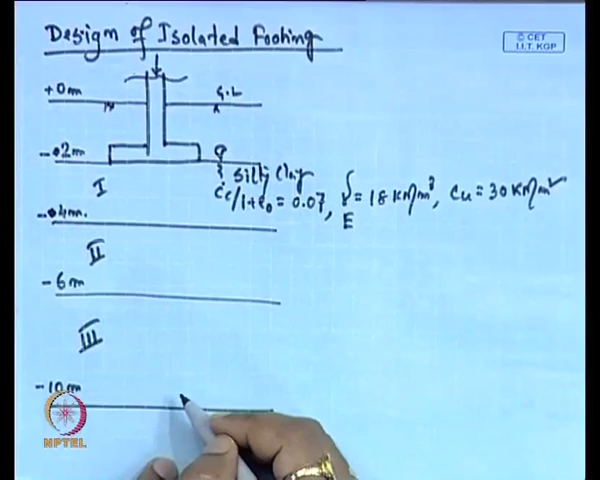 Design of Isolated Footing
© CET
I.I.T. KGP
+0m
G.L
-2m
Silty Clay
I
Cc/1+e0 = 0.07, γ = 18 KN/m³, Cu = 30 KN/m²
E
-4m.
II
-6m
III
-10m
NPTEL